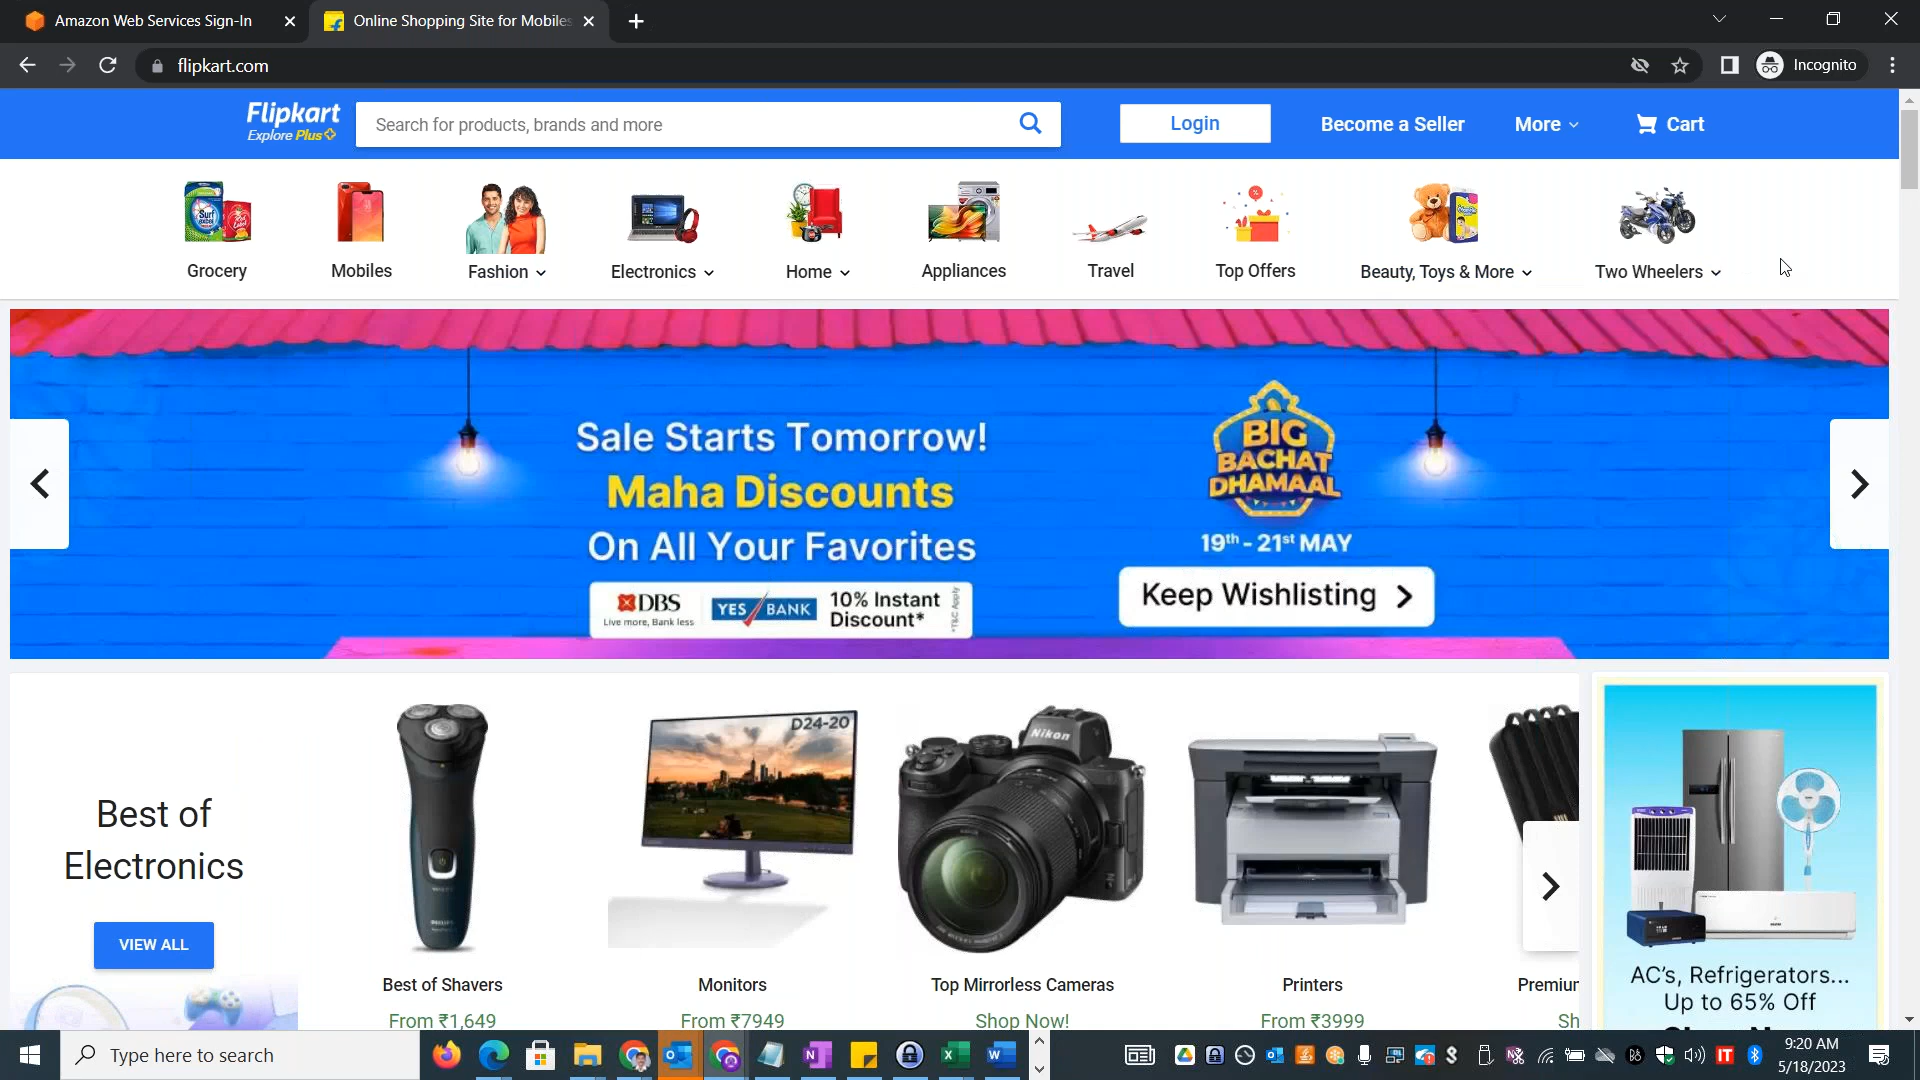 Amazon Web Services Sign-In
Online Shopping Site for Mobiles
flipkart.com
Incognito
Flipkart
Explore Plus
Search for products, brands and more
Login
Become a Seller
More
Cart
Grocery
Mobiles
Fashion
Electronics
Home
Appliances
Travel
Top Offers
Beauty, Toys & More
Two Wheelers
Sale Starts Tomorrow!
Maha Discounts
On All Your Favorites
DBS
Live more, Bank less
YES BANK
10% Instant
Discount*
*T&C Apply
BIG
BACHAT
DHAMAAL
19th - 21st MAY
Keep Wishlisting
Best of
Electronics
VIEW ALL
D24-20
Nikon
Best of Shavers
From ₹1,649
Monitors
From ₹7949
Top Mirrorless Cameras
Shop Now!
Printers
From ₹3999
Premium
Sh
AC's, Refrigerators...
Up to 65% Off
Type here to search
9:20 AM
5/18/2023